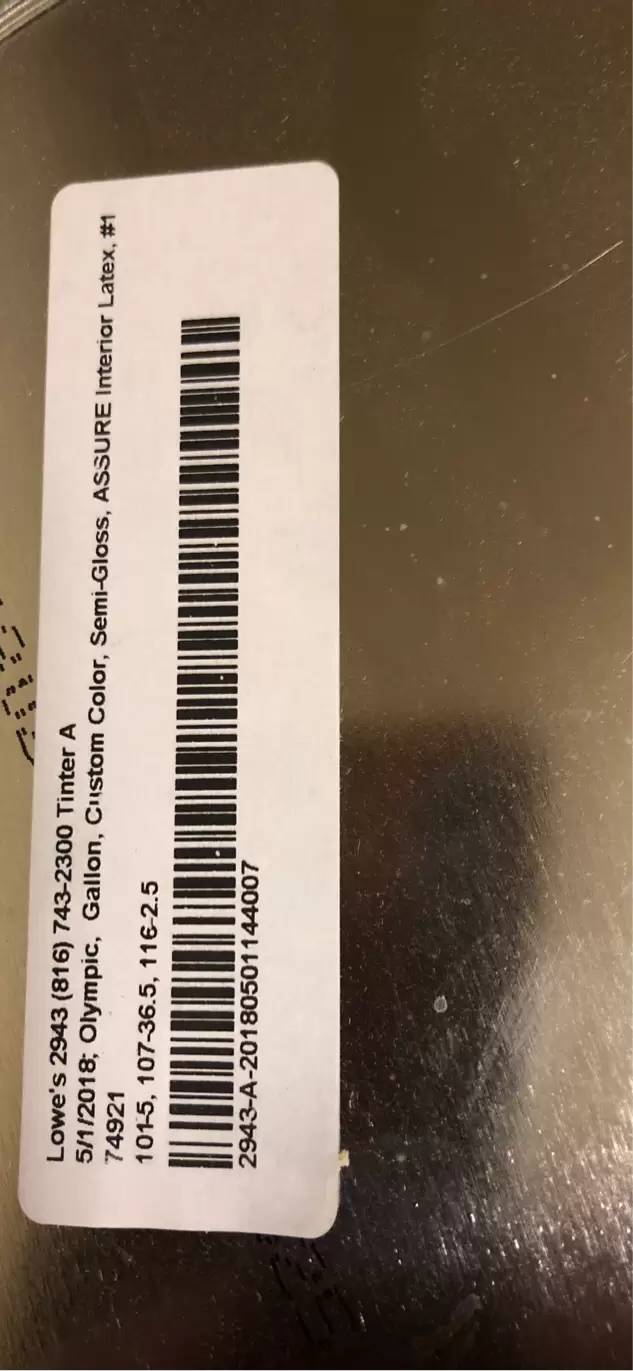 Lowe's 2943 (816) 743-2300 Tinter A
5/1/2018; Olympic, Gallon, Custom Color, Semi-Gloss, ASSURE Interior Latex, #1
74921
101-5, 107-36.5, 116-2.5
2943-A-20180501144007